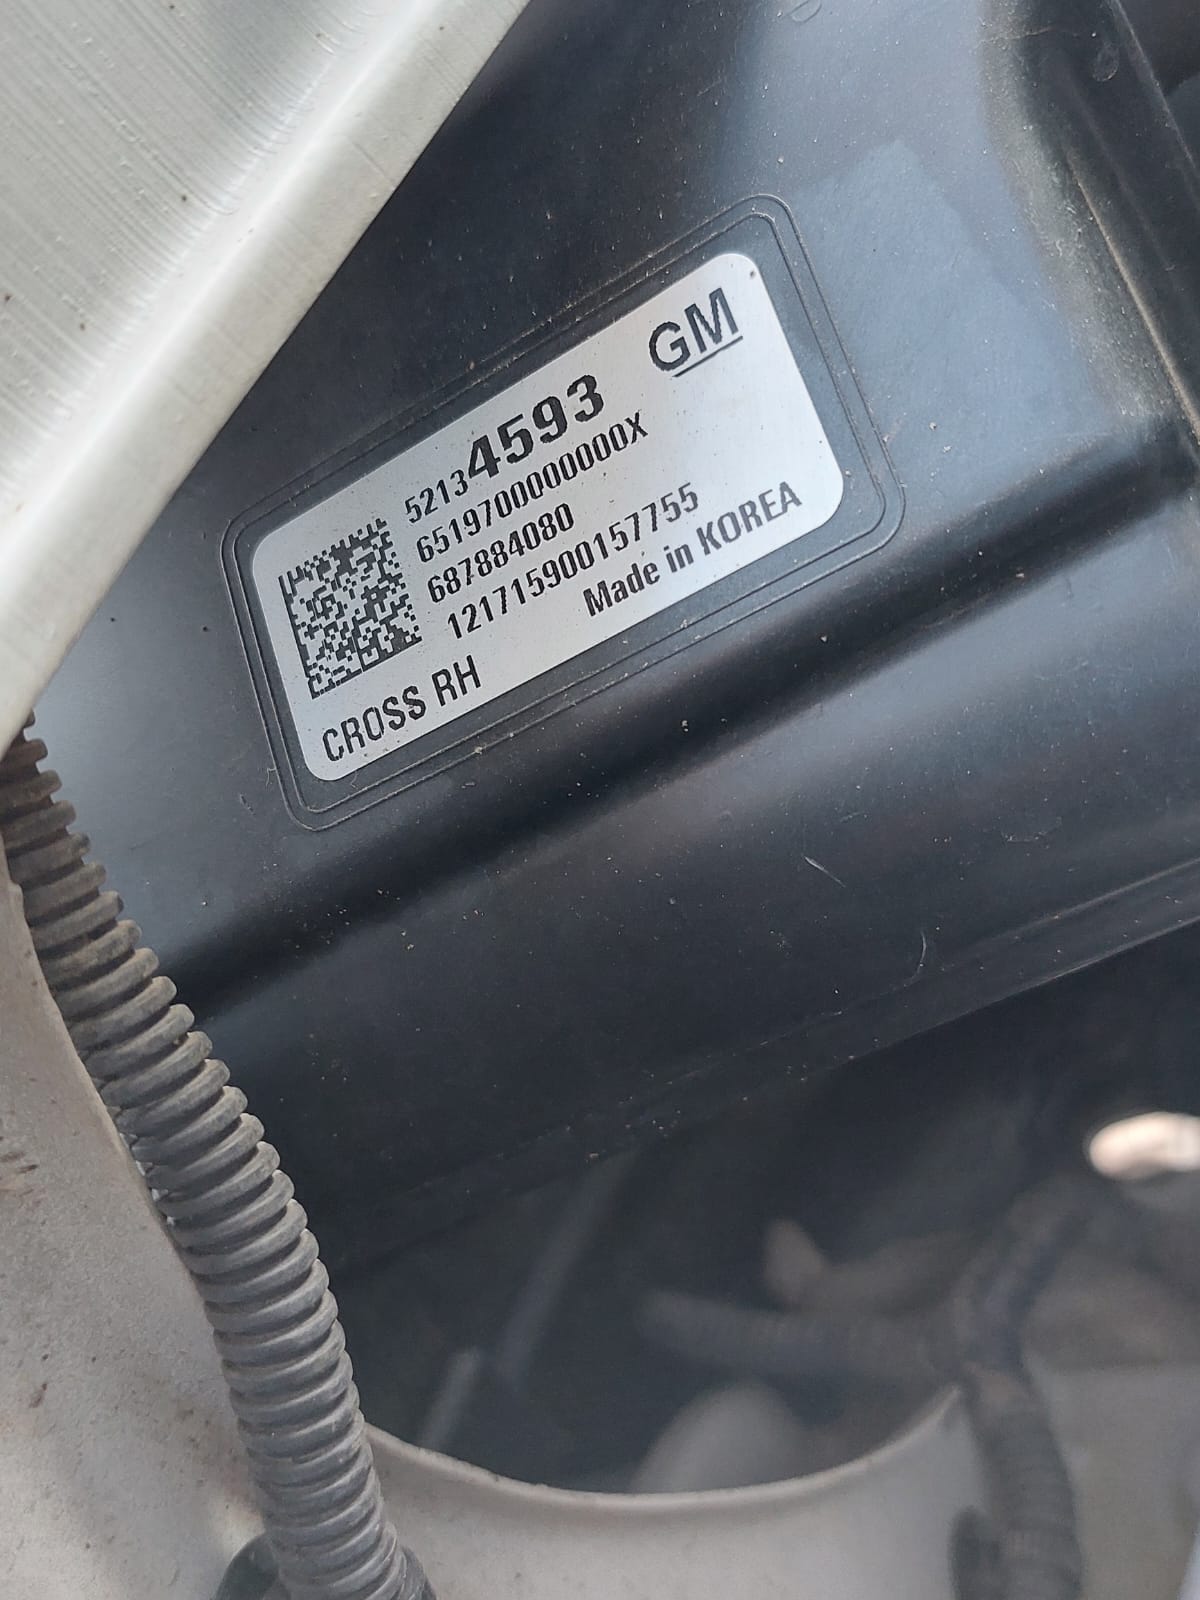 GM
52134593
6519700000000X
687884080
121715900157755
Made in KOREA
CROSS RH